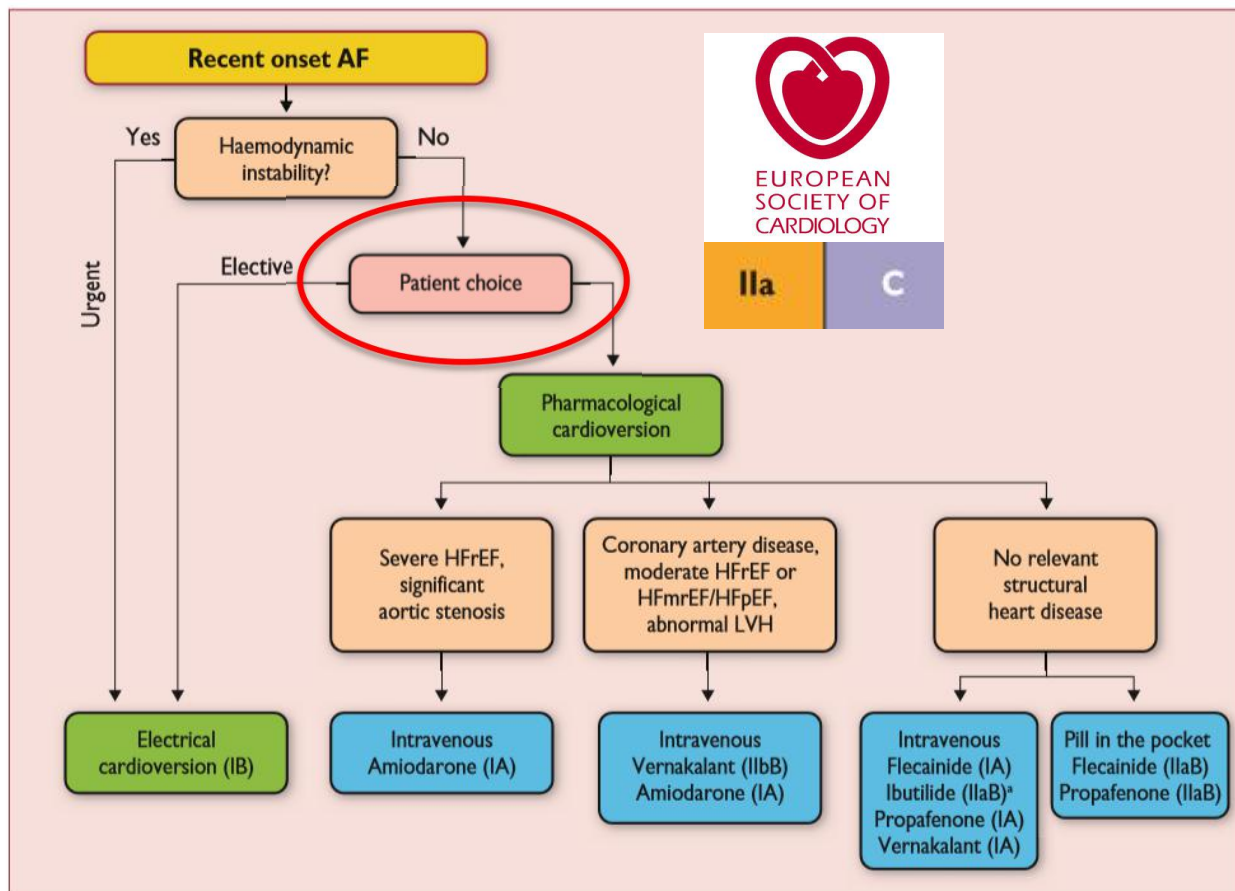 Recent onset AF
Yes
Haemodynamic
instability?
No
EUROPEAN
SOCIETY OF
CARDIOLOGY
IIa
C
Urgent
Elective
Patient choice
Pharmacological
cardioversion
Severe HFrEF,
significant
aortic stenosis
Coronary artery disease,
moderate HFrEF or
HFmrEF/HFpEF,
abnormal LVH
No relevant
structural
heart disease
Electrical
cardioversion (IB)
Intravenous
Amiodarone (IA)
Intravenous
Vernakalant (IIbB)
Amiodarone (IA)
Intravenous
Flecainide (IA)
Ibutilide (IIaB)ᵃ
Propafenone (IA)
Vernakalant (IA)
Pill in the pocket
Flecainide (IIaB)
Propafenone (IIaB)